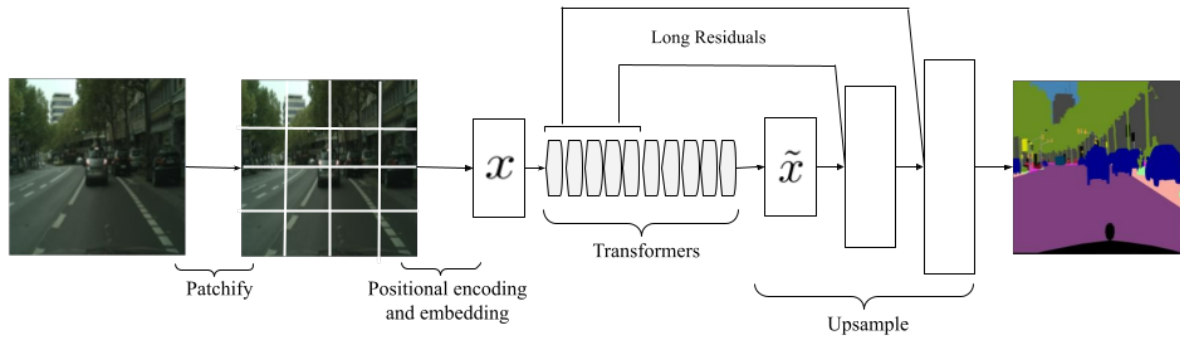 Long Residuals
x
x̃
Transformers
Patchify
Positional encoding
and embedding
Upsample